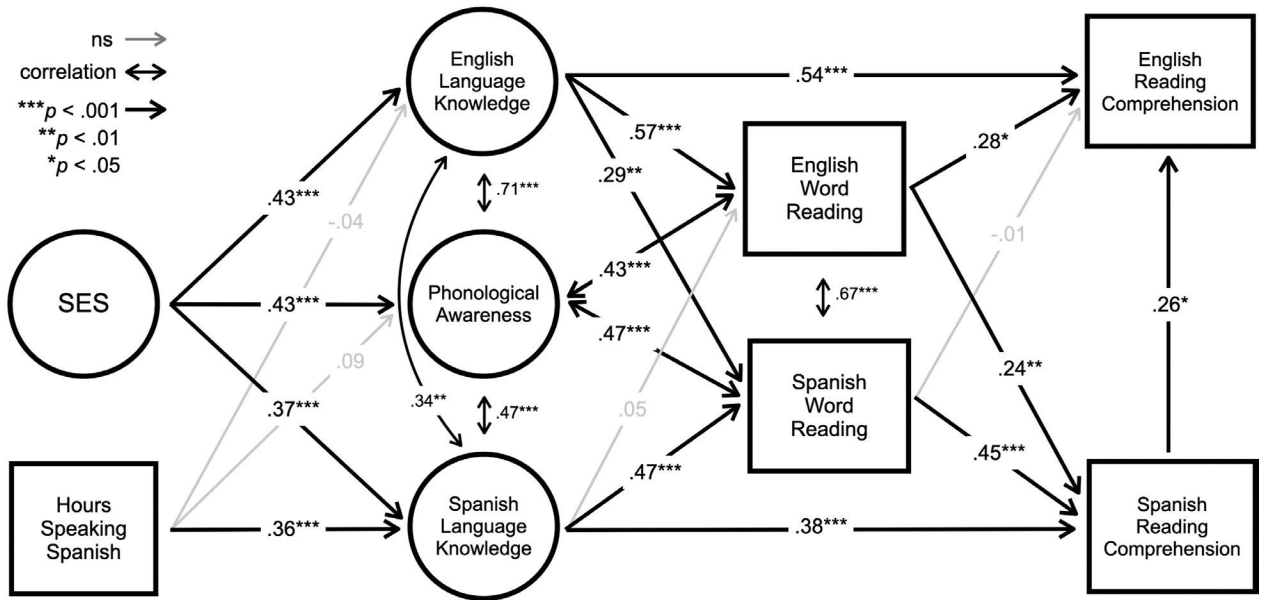 ns
correlation
***p < .001
**p < .01
*p < .05
SES
Hours
Speaking
Spanish
.43***
-.04
.43***
.09
.37***
.36***
English
Language
Knowledge
.71***
Phonological
Awareness
.34**
.47***
Spanish
Language
Knowledge
.54***
.57***
.29**
.43***
.47***
.05
.47***
.38***
English
Word
Reading
.67***
Spanish
Word
Reading
.28*
-.01
.24**
.45***
English
Reading
Comprehension
.26*
Spanish
Reading
Comprehension